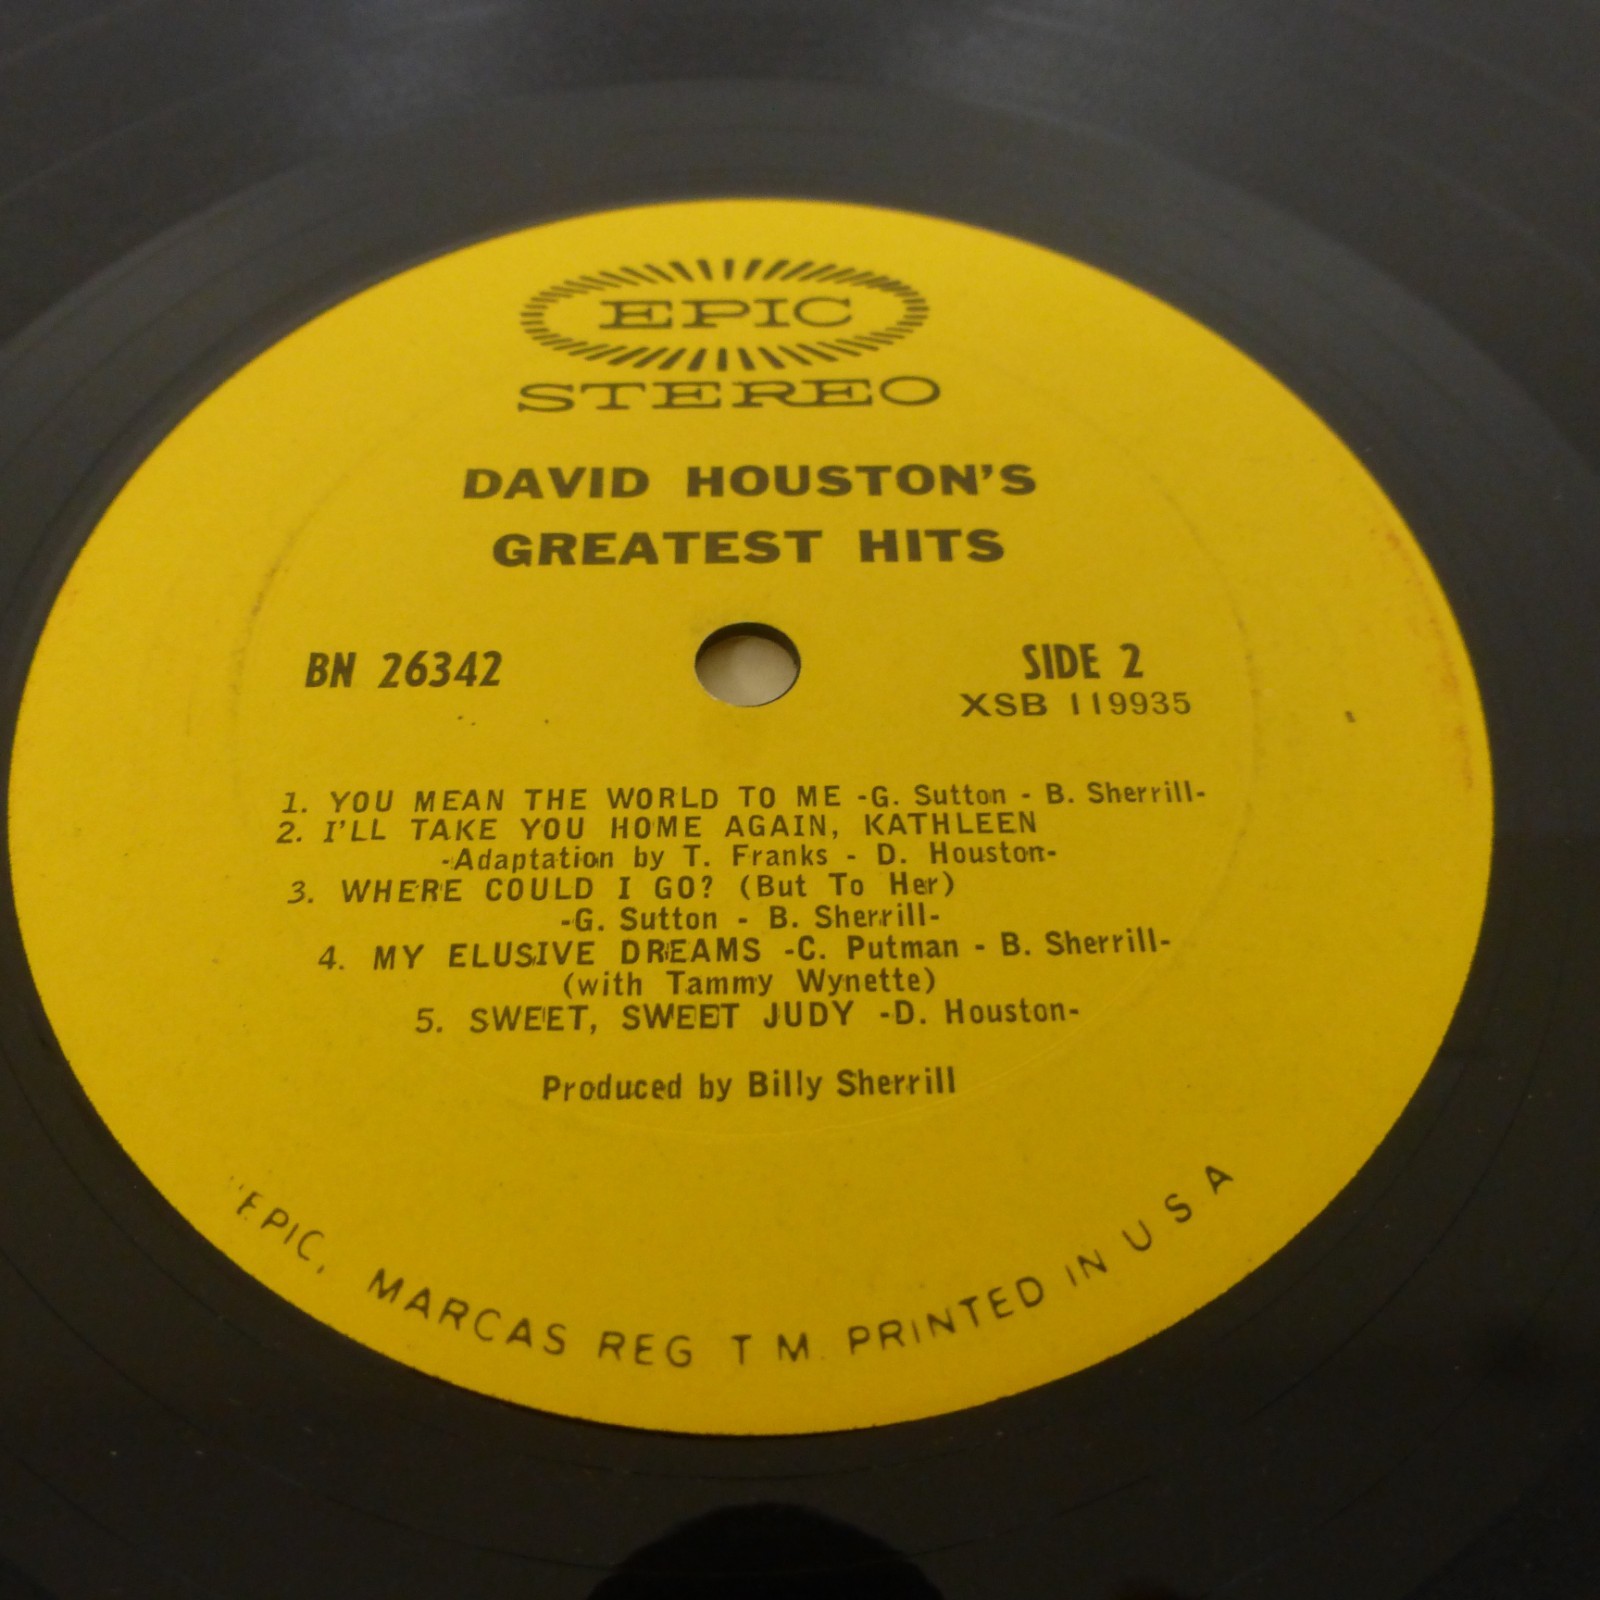 EPIC
STEREO
DAVID HOUSTON'S
GREATEST HITS
BN 26342
SIDE 2
XSB 119935
1. YOU MEAN THE WORLD TO ME -G. Sutton - B. Sherrill-
2. I'LL TAKE YOU HOME AGAIN, KATHLEEN
-Adaptation by T. Franks - D. Houston-
3. WHERE COULD I GO? (But To Her)
-G. Sutton - B. Sherrill-
4. MY ELUSIVE DREAMS -C. Putman - B. Sherrill-
(with Tammy Wynette)
5. SWEET, SWEET JUDY -D. Houston-
Produced by Billy Sherrill
"EPIC, MARCAS REG T M. PRINTED IN U S A